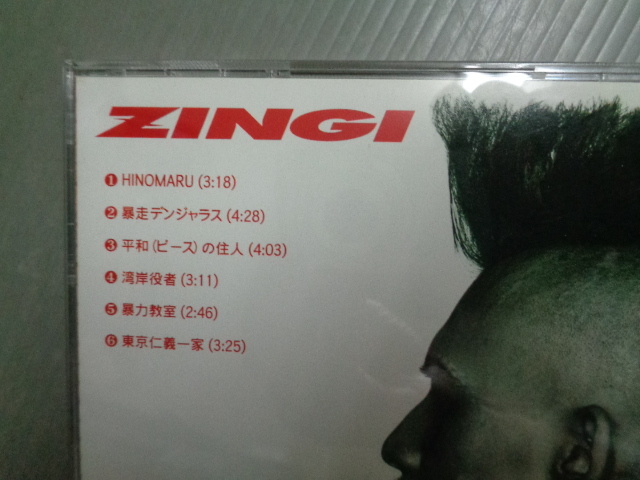 ZINGI
❶ HINOMARU (3:18)
❷ 暴走デンジャラス (4:28)
❸ 平和(ピース)の住人 (4:03)
❹ 湾岸役者 (3:11)
❺ 暴力教室 (2:46)
❻ 東京仁義一家 (3:25)